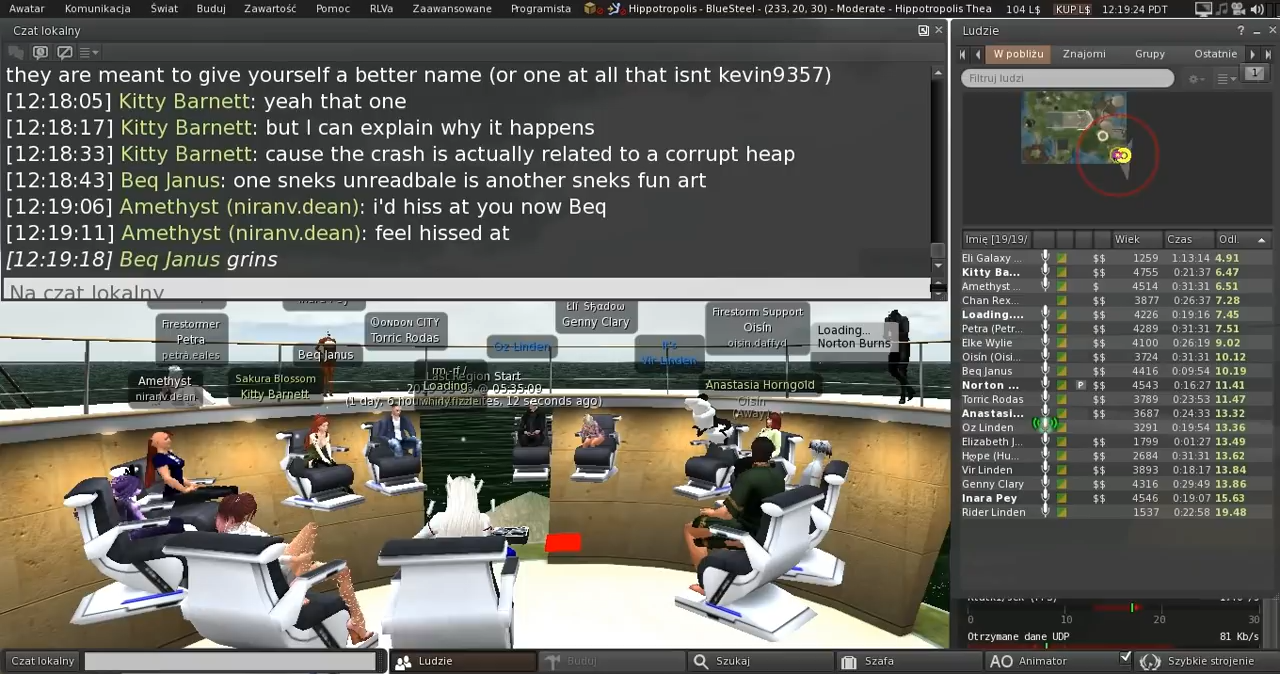 Awatar Komunikacja Świat Buduj Zawartość Pomoc RLVa Zaawansowane Programista Hippotropolis - BlueSteel - (233, 20, 30) - Moderate - Hippotropolis Thea 104 L$ KUP L$ 12:19:24 PDT
Czat lokalny
they are meant to give yourself a better name (or one at all that isnt kevin9357)
[12:18:05] Kitty Barnett: yeah that one
[12:18:17] Kitty Barnett: but I can explain why it happens
[12:18:33] Kitty Barnett: cause the crash is actually related to a corrupt heap
[12:18:43] Beq Janus: one sneks unreadbale is another sneks fun art
[12:19:06] Amethyst (niranv.dean): i'd hiss at you now Beq
[12:19:11] Amethyst (niranv.dean): feel hissed at
[12:19:18] Beq Janus grins
Na czat lokalny
Firestormer
Petra
petra.eales
Beq Janus
ⓁONDON CITY
Torric Rodas
Oz Linden
Genny Clary
It's
Vir Linden
Firestorm Support
Oisín
oisin.daffyd
Loading...
Norton Burns
Amethyst
niranv.dean
Sakura Blossom
Kitty Barnett
Loading...
Region Start
Anastasia Horngold
Oisín
(Away)
Ludzie
W pobliżu Znajomi Grupy Ostatnie
Filtruj ludzi
1
Imię [19/19/ Wiek Czas Odl.
Eli Galaxy ... $$ 1259 1:13:14 4.91
Kitty Ba... $$ 4755 0:21:37 6.47
Amethyst ... $ 4514 0:31:31 6.51
Chan Rex... $$ 3877 0:26:37 7.28
Loading.... $$ 4226 0:19:16 7.45
Petra (Petr... $$ 4289 0:31:31 7.51
Elke Wylie $$ 4100 0:26:19 9.02
Oisín (Oisi... $$ 3724 0:31:31 10.12
Beq Janus $$ 4416 0:09:54 10.19
Norton ... P $$ 4543 0:16:27 11.41
Torric Rodas $$ 3789 0:23:53 11.47
Anastasi... $$ 3687 0:24:33 13.32
Oz Linden 3291 0:19:54 13.36
Elizabeth J... $$ 1799 0:01:27 13.49
Hope (Hu... $$ 2684 0:31:31 13.62
Vir Linden $$ 3893 0:18:17 13.84
Genny Clary $$ 4316 0:29:49 13.86
Inara Pey $$ 4546 0:19:07 15.63
Rider Linden 1537 0:22:58 19.48
0 10 20 30
Otrzymane dane UDP 81 Kb/s
Czat lokalny Ludzie Buduj Szukaj Szafa AO Animator Szybkie strojenie